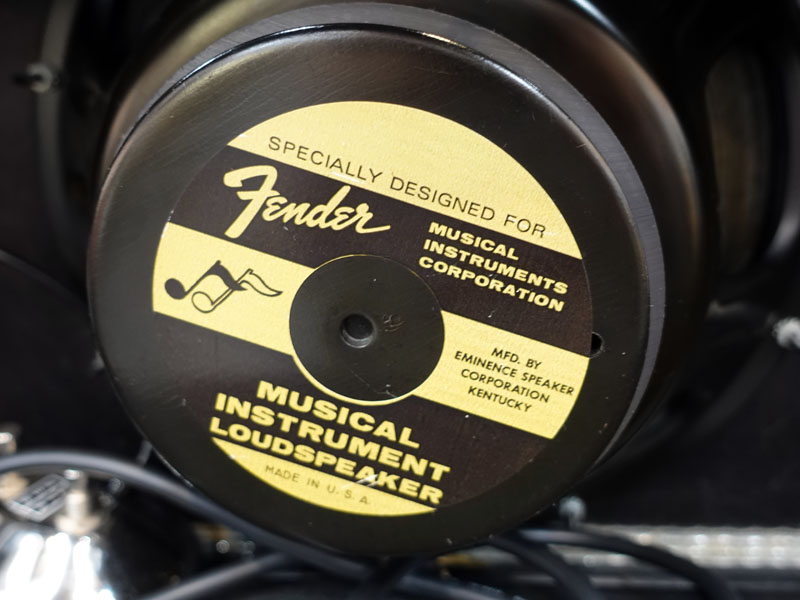 SPECIALLY DESIGNED FOR
Fender
MUSICAL
INSTRUMENTS
CORPORATION
MFD. BY
EMINENCE SPEAKER
CORPORATION
KENTUCKY
MUSICAL
INSTRUMENT
LOUDSPEAKER
MADE IN U. S. A.